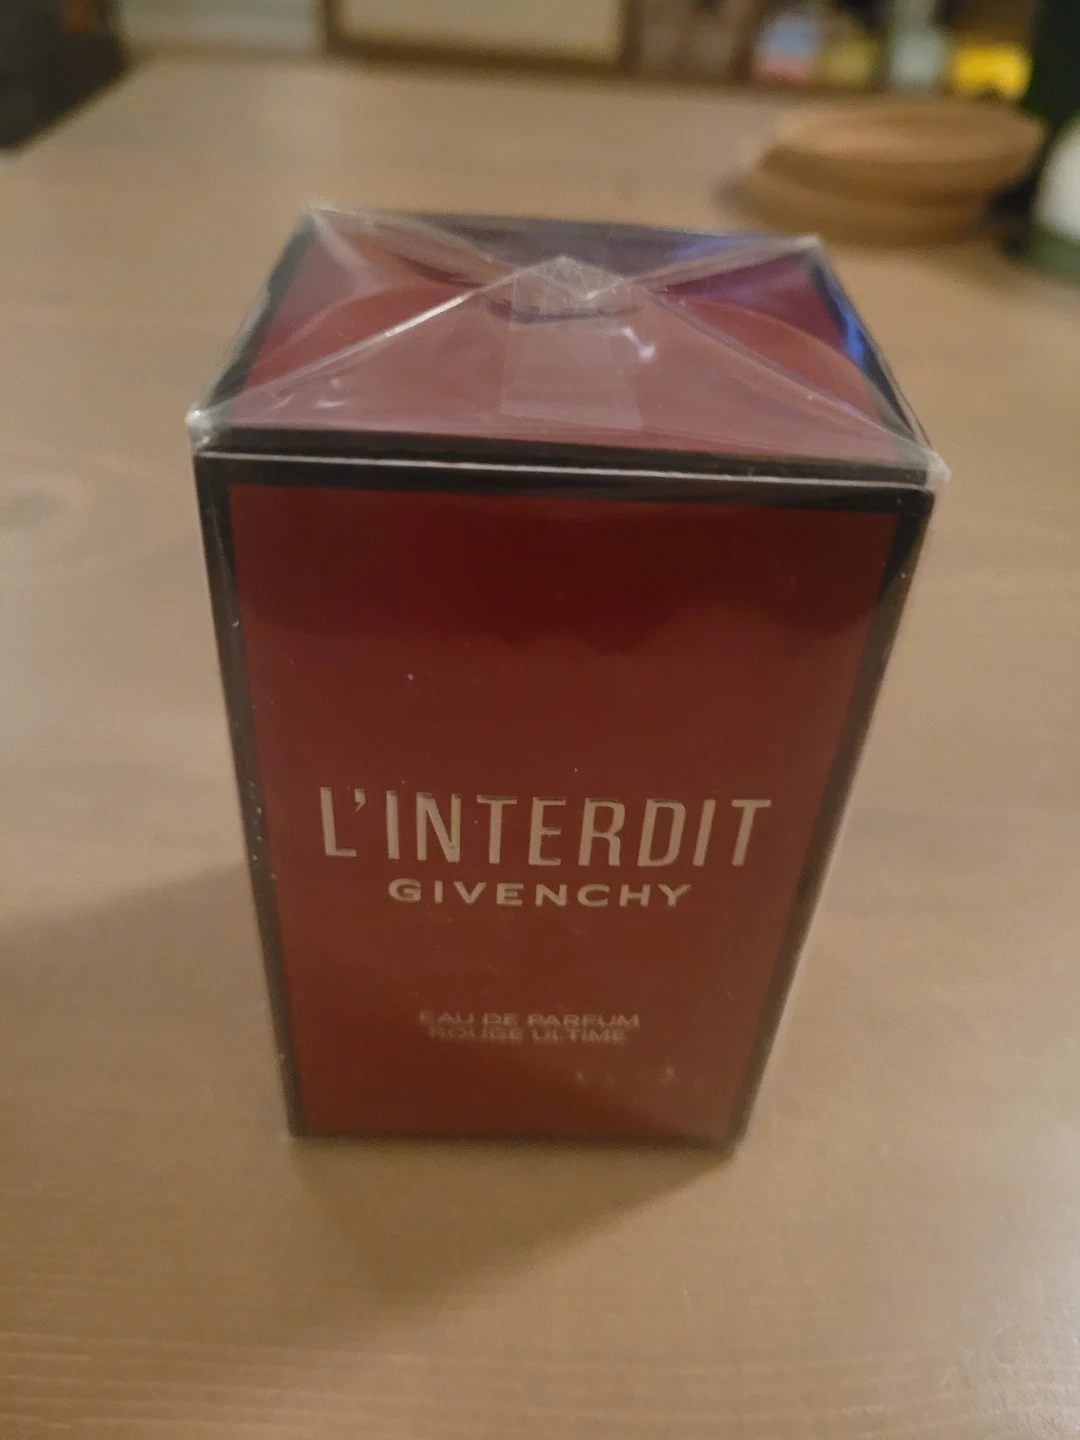 L'INTERDIT
GIVENCHY
EAU DE PARFUM
ROUGE ULTIME